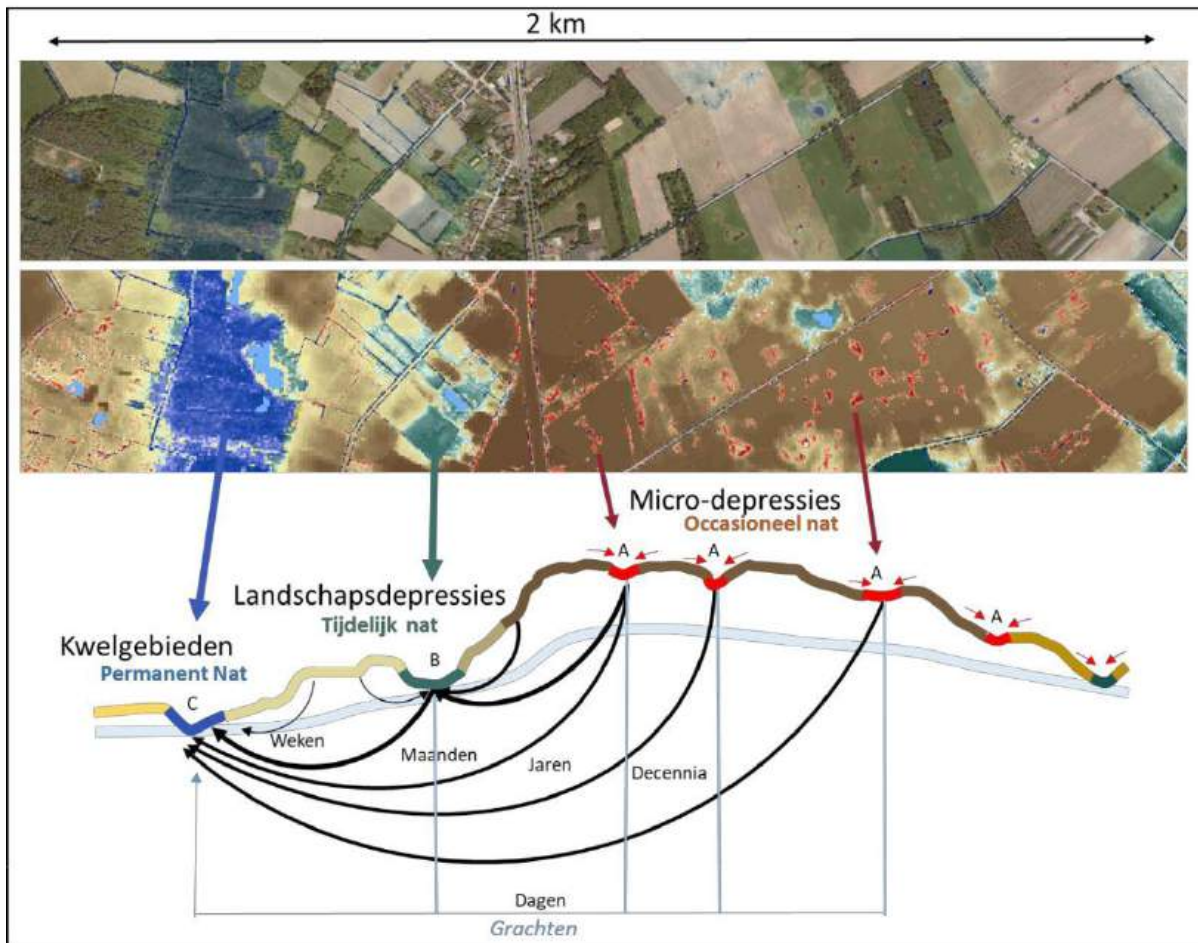 2 km
Micro-depressies
Occasioneel nat
A
A
A
A
Landschapsdepressies
Tijdelijk nat
B
Kwelgebieden
Permanent Nat
C
Weken
Maanden
Jaren
Decennia
Dagen
Grachten